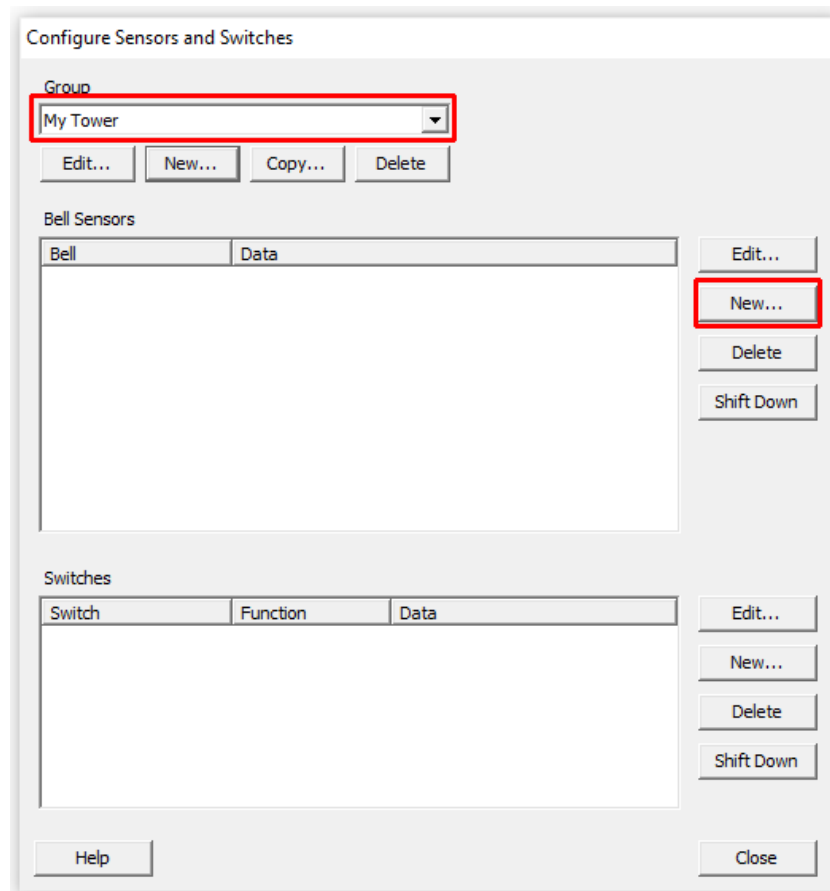 Configure Sensors and Switches
Group
My Tower
Edit... New... Copy... Delete
Bell Sensors
Bell Data
Edit...
New...
Delete
Shift Down
Switches
Switch Function Data
Edit...
New...
Delete
Shift Down
Help Close